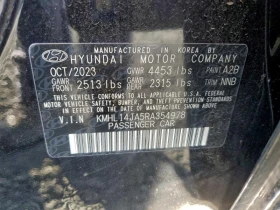 MANUFACTURED IN KOREA
HYUNDAI MOTOR COMPANY
OCT/2023 GVWR 4453 lbs PAINT A2B
GAWR FRONT 2513 lbs GAWR REAR 2315 lbs TRIM NNB
THIS VEHICLE CONFORMS TO ALL APPLICABLE
FEDERAL MOTOR VEHICLE SAFETY,
BUMPER, AND THEFT PREVENTION STANDARDS
IN EFFECT ON THE DATE OF
MANUFACTURE SHOWN ABOVE.
V.I.N KMHL14JA5RA354978
PASSENGER CAR